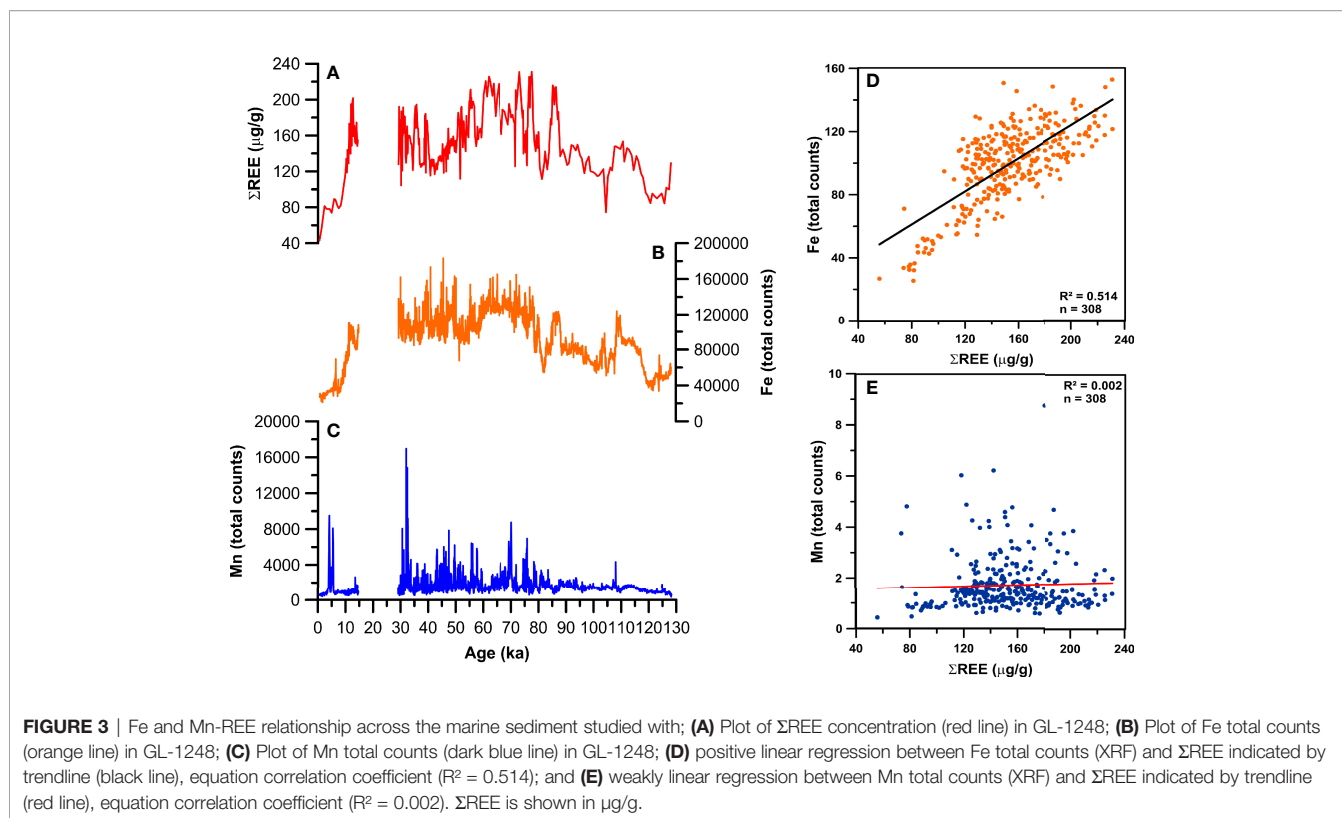 A
240
200
160
120
80
40
ΣREE (µg/g)
B
200000
160000
120000
80000
40000
0
Fe (total counts)
C
20000
16000
12000
8000
4000
0
Mn (total counts)
0 10 20 30 40 50 60 70 80 90 100 110 120 130
Age (ka)
D
160
120
80
40
0
Fe (total counts)
R² = 0.514
n = 308
40 80 120 160 200 240
ΣREE (µg/g)
E
R² = 0.002
n = 308
10
8
6
4
2
0
Mn (total counts)
40 80 120 160 200 240
ΣREE (µg/g)
FIGURE 3 | Fe and Mn-REE relationship across the marine sediment studied with; (A) Plot of ΣREE concentration (red line) in GL-1248; (B) Plot of Fe total counts
(orange line) in GL-1248; (C) Plot of Mn total counts (dark blue line) in GL-1248; (D) positive linear regression between Fe total counts (XRF) and ΣREE indicated by
trendline (black line), equation correlation coefficient (R² = 0.514); and (E) weakly linear regression between Mn total counts (XRF) and ΣREE indicated by trendline
(red line), equation correlation coefficient (R² = 0.002). ΣREE is shown in µg/g.